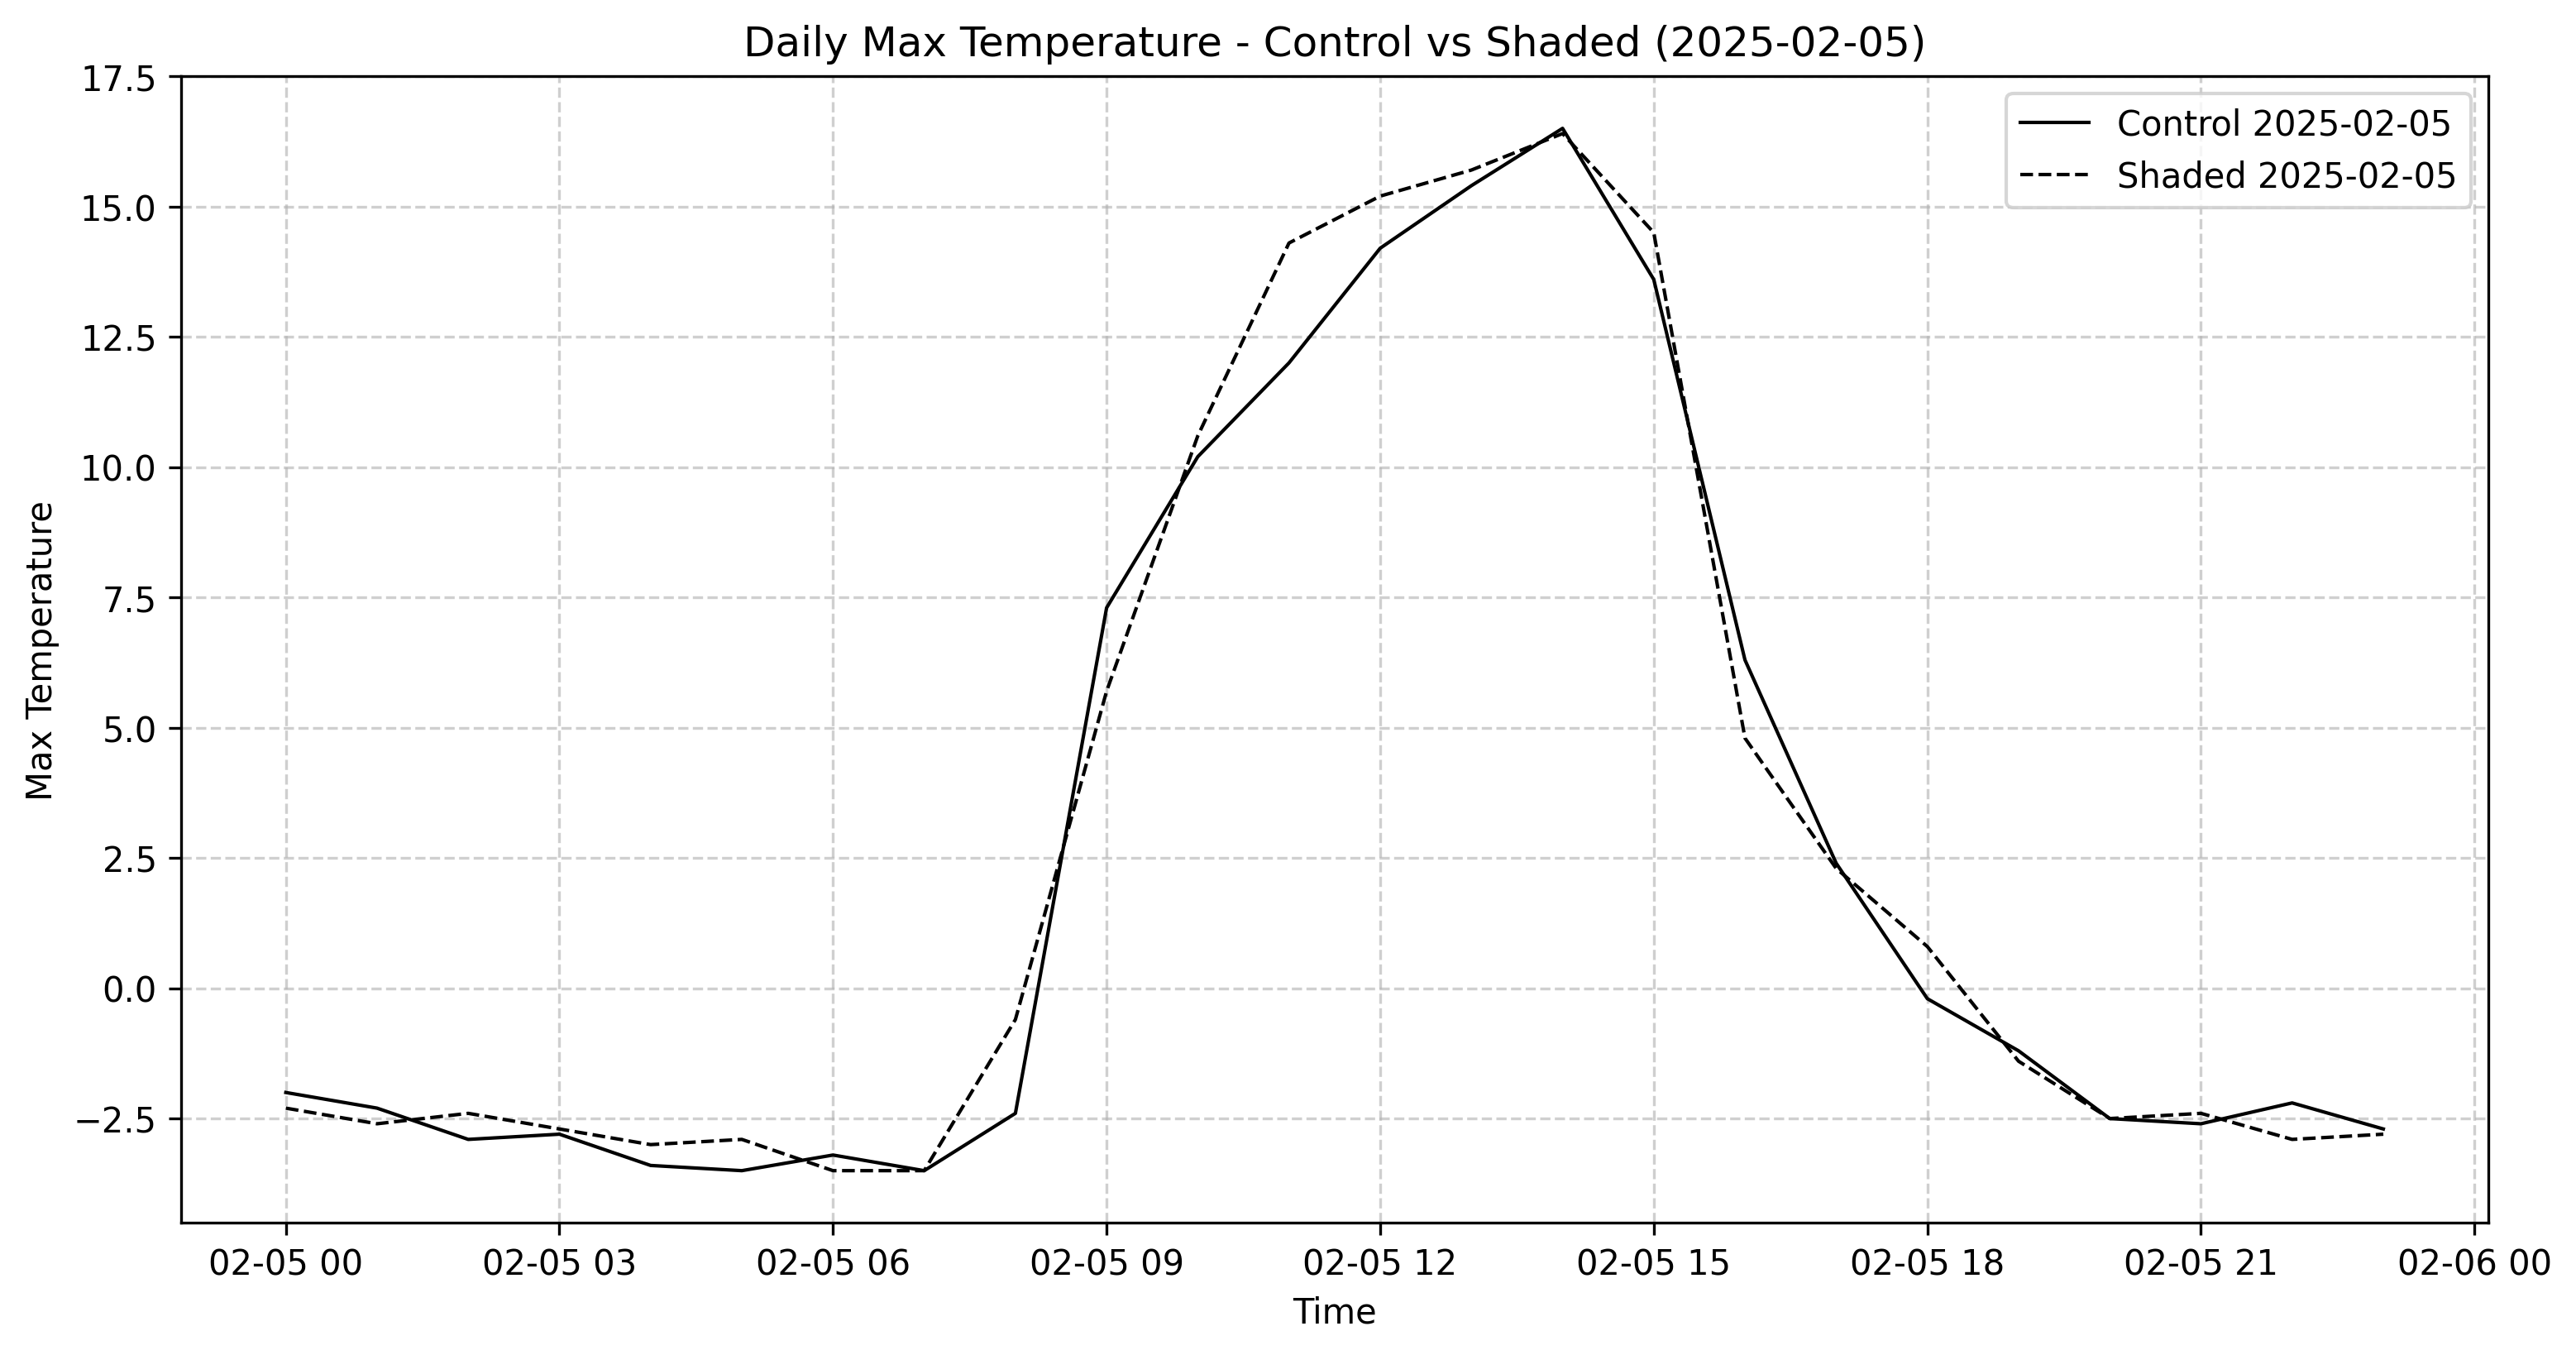 Daily Max Temperature - Control vs Shaded (2025-02-05)
17.5
15.0
12.5
10.0
7.5
5.0
2.5
0.0
−2.5
Max Temperature
Control 2025-02-05
Shaded 2025-02-05
02-05 00 02-05 03 02-05 06 02-05 09 02-05 12 02-05 15 02-05 18 02-05 21 02-06 00
Time